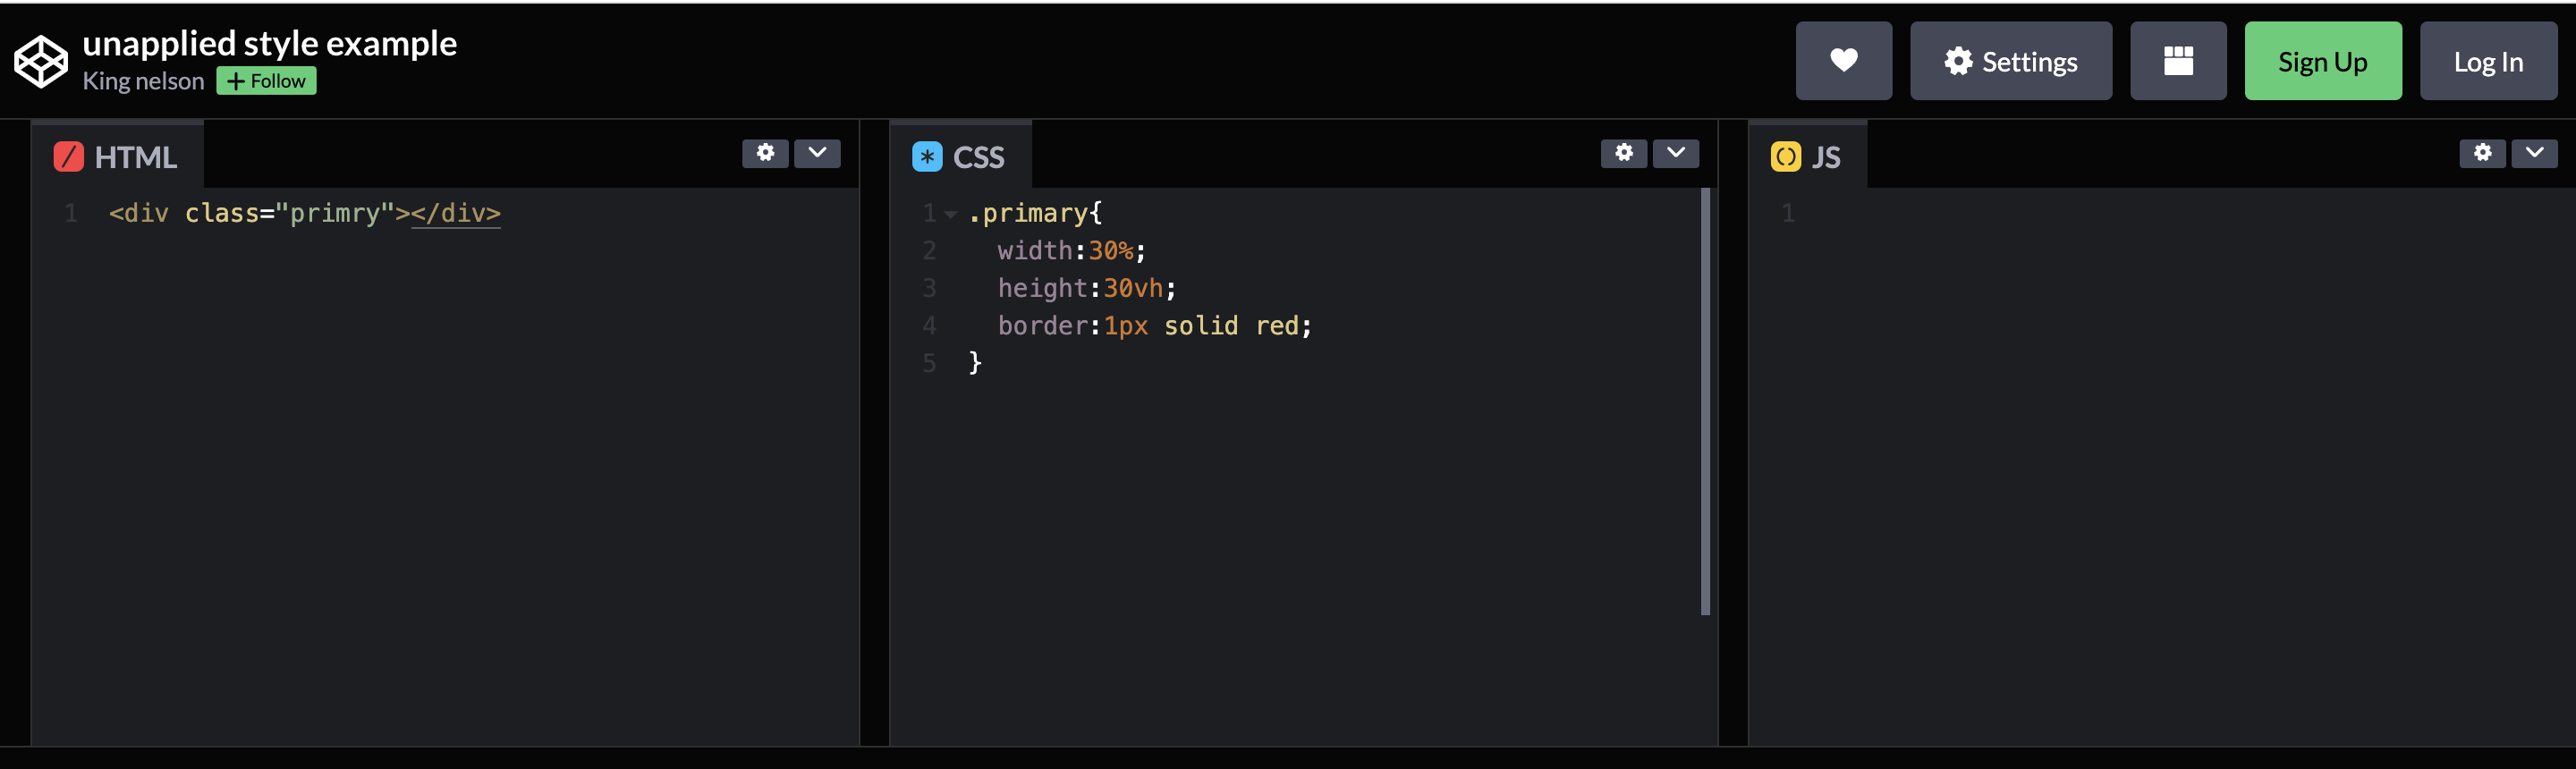 unapplied style example
King nelson + Follow
Settings
Sign Up
Log In
HTML
1 <div class="primry"></div>
CSS
1 .primary{
2 width:30%;
3 height:30vh;
4 border:1px solid red;
5 }
JS
1